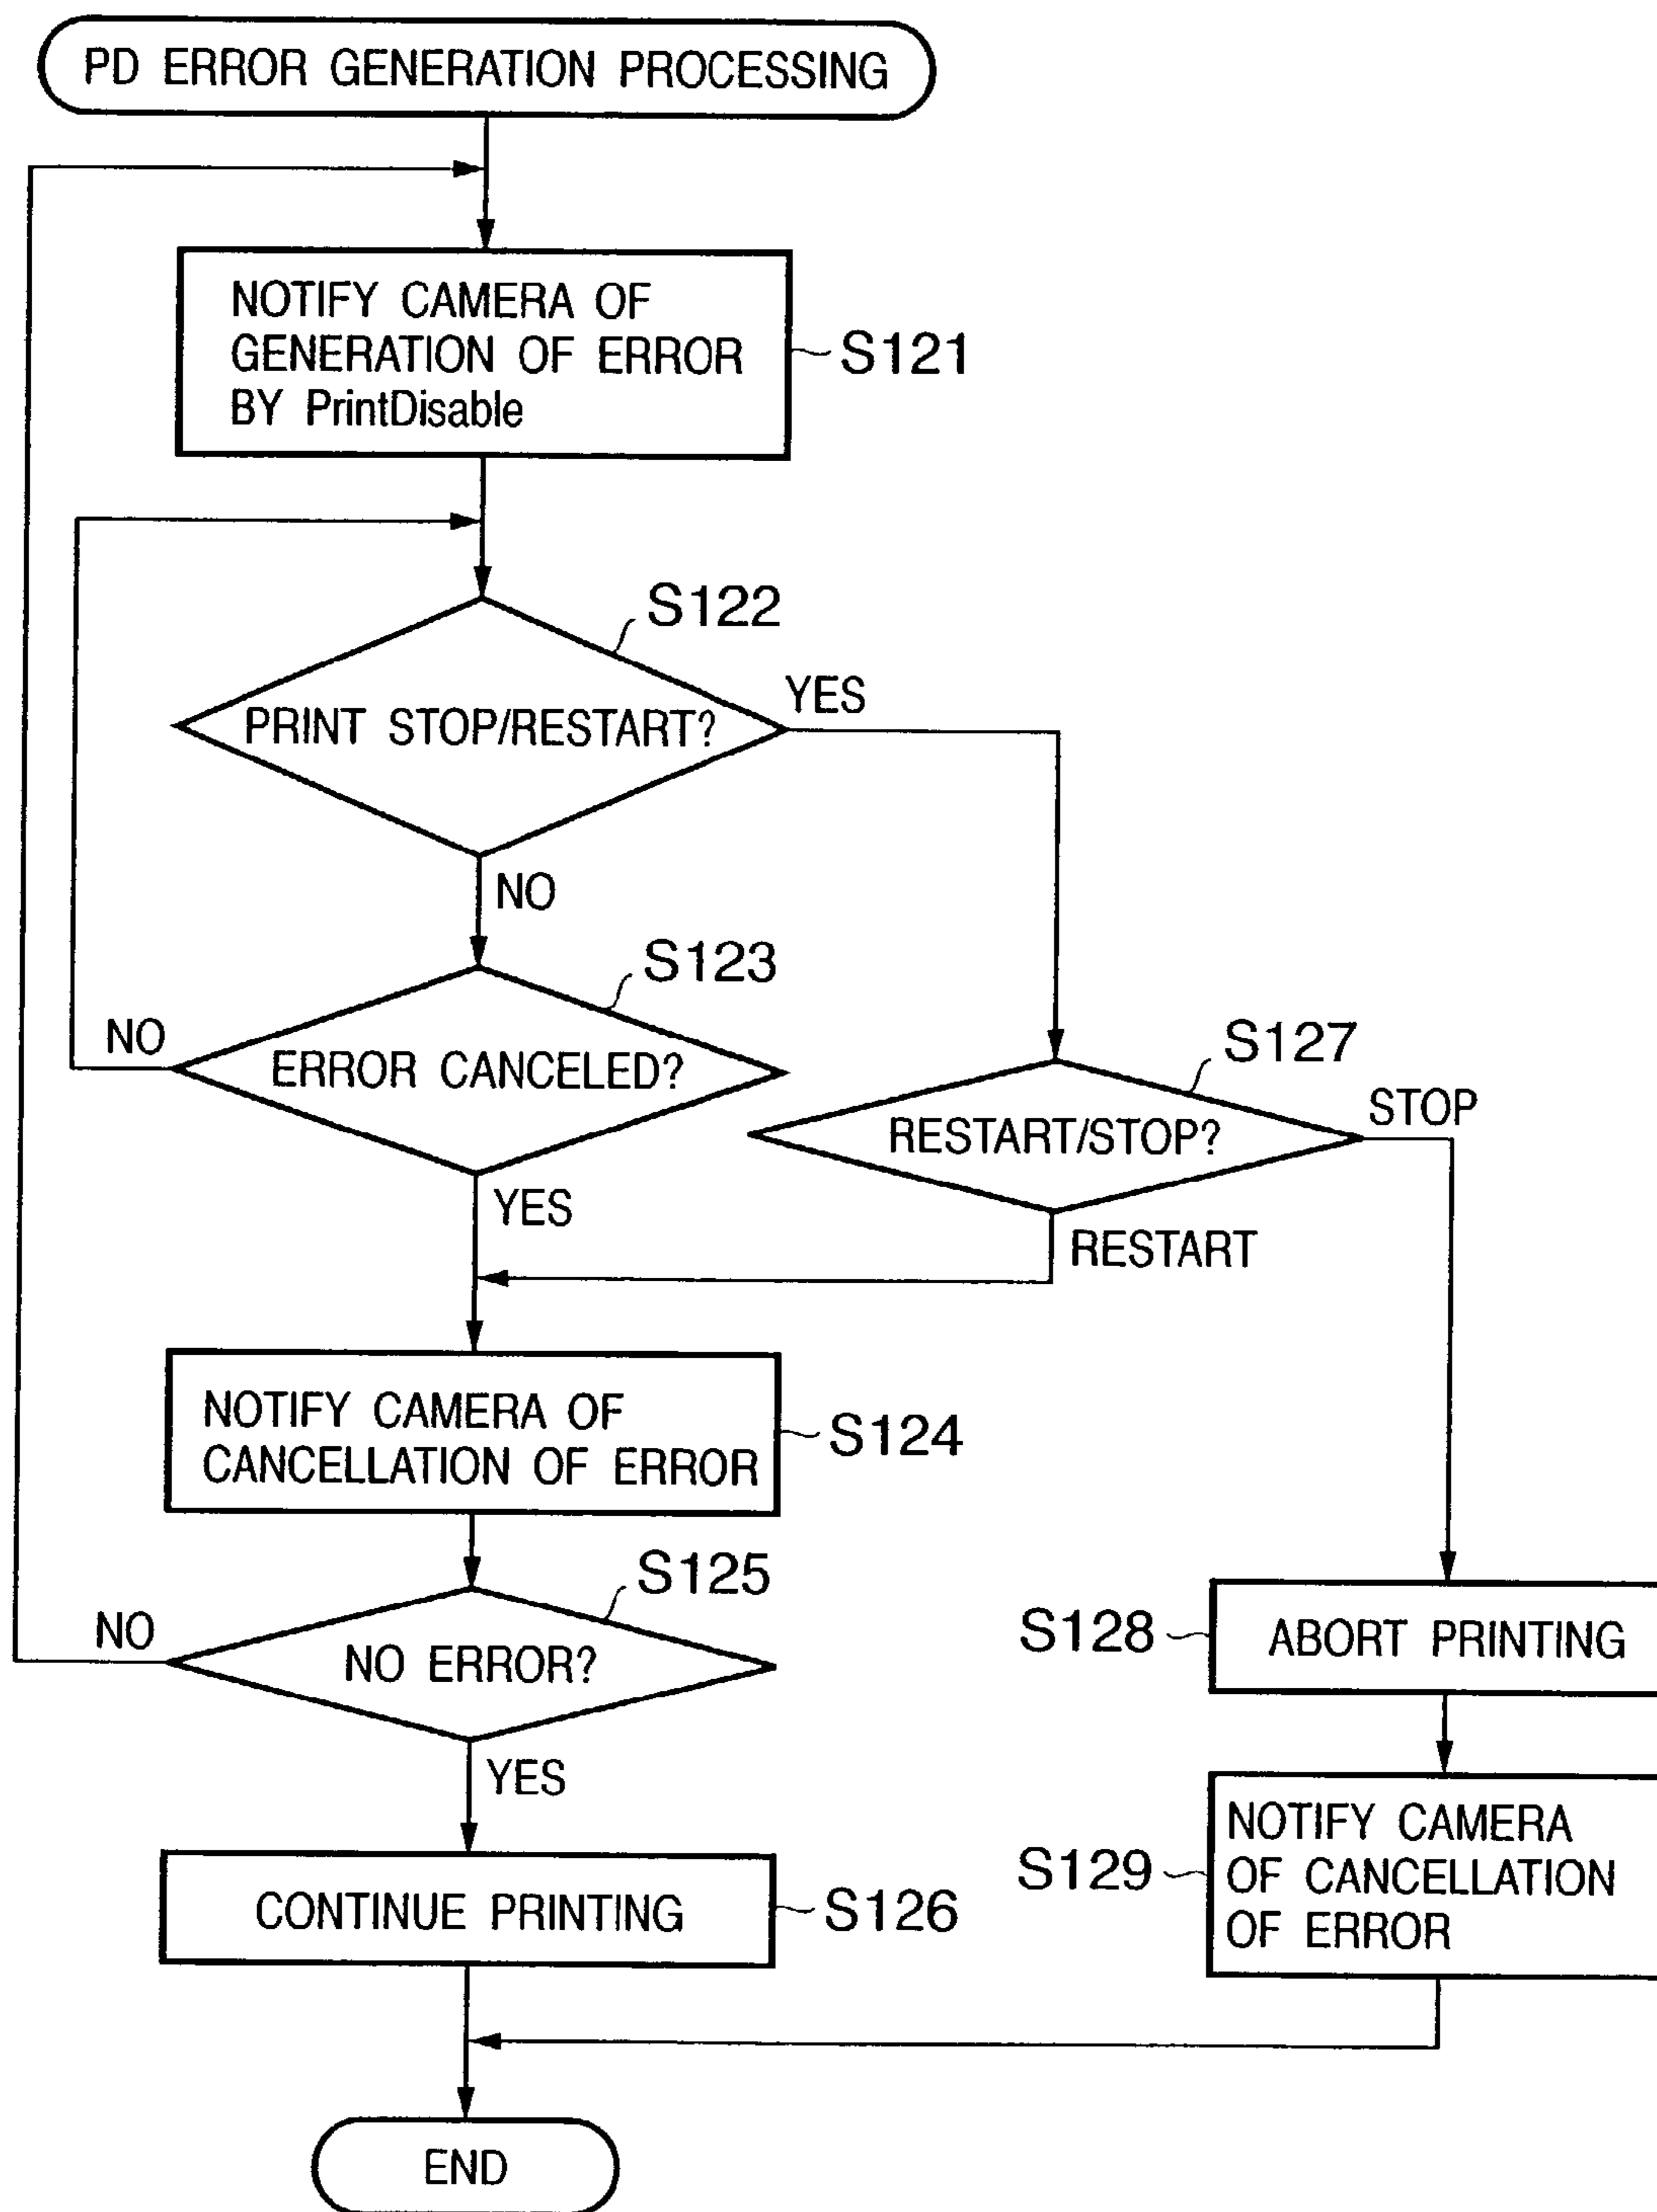 PD ERROR GENERATION PROCESSING
NOTIFY CAMERA OF
GENERATION OF ERROR
BY PrintDisable
S121
S122
PRINT STOP/RESTART?
YES
NO
S123
ERROR CANCELED?
NO
YES
S127
RESTART/STOP?
STOP
RESTART
NOTIFY CAMERA OF
CANCELLATION OF ERROR
S124
S125
NO ERROR?
NO
YES
CONTINUE PRINTING
S126
S128
ABORT PRINTING
S129
NOTIFY CAMERA
OF CANCELLATION
OF ERROR
END